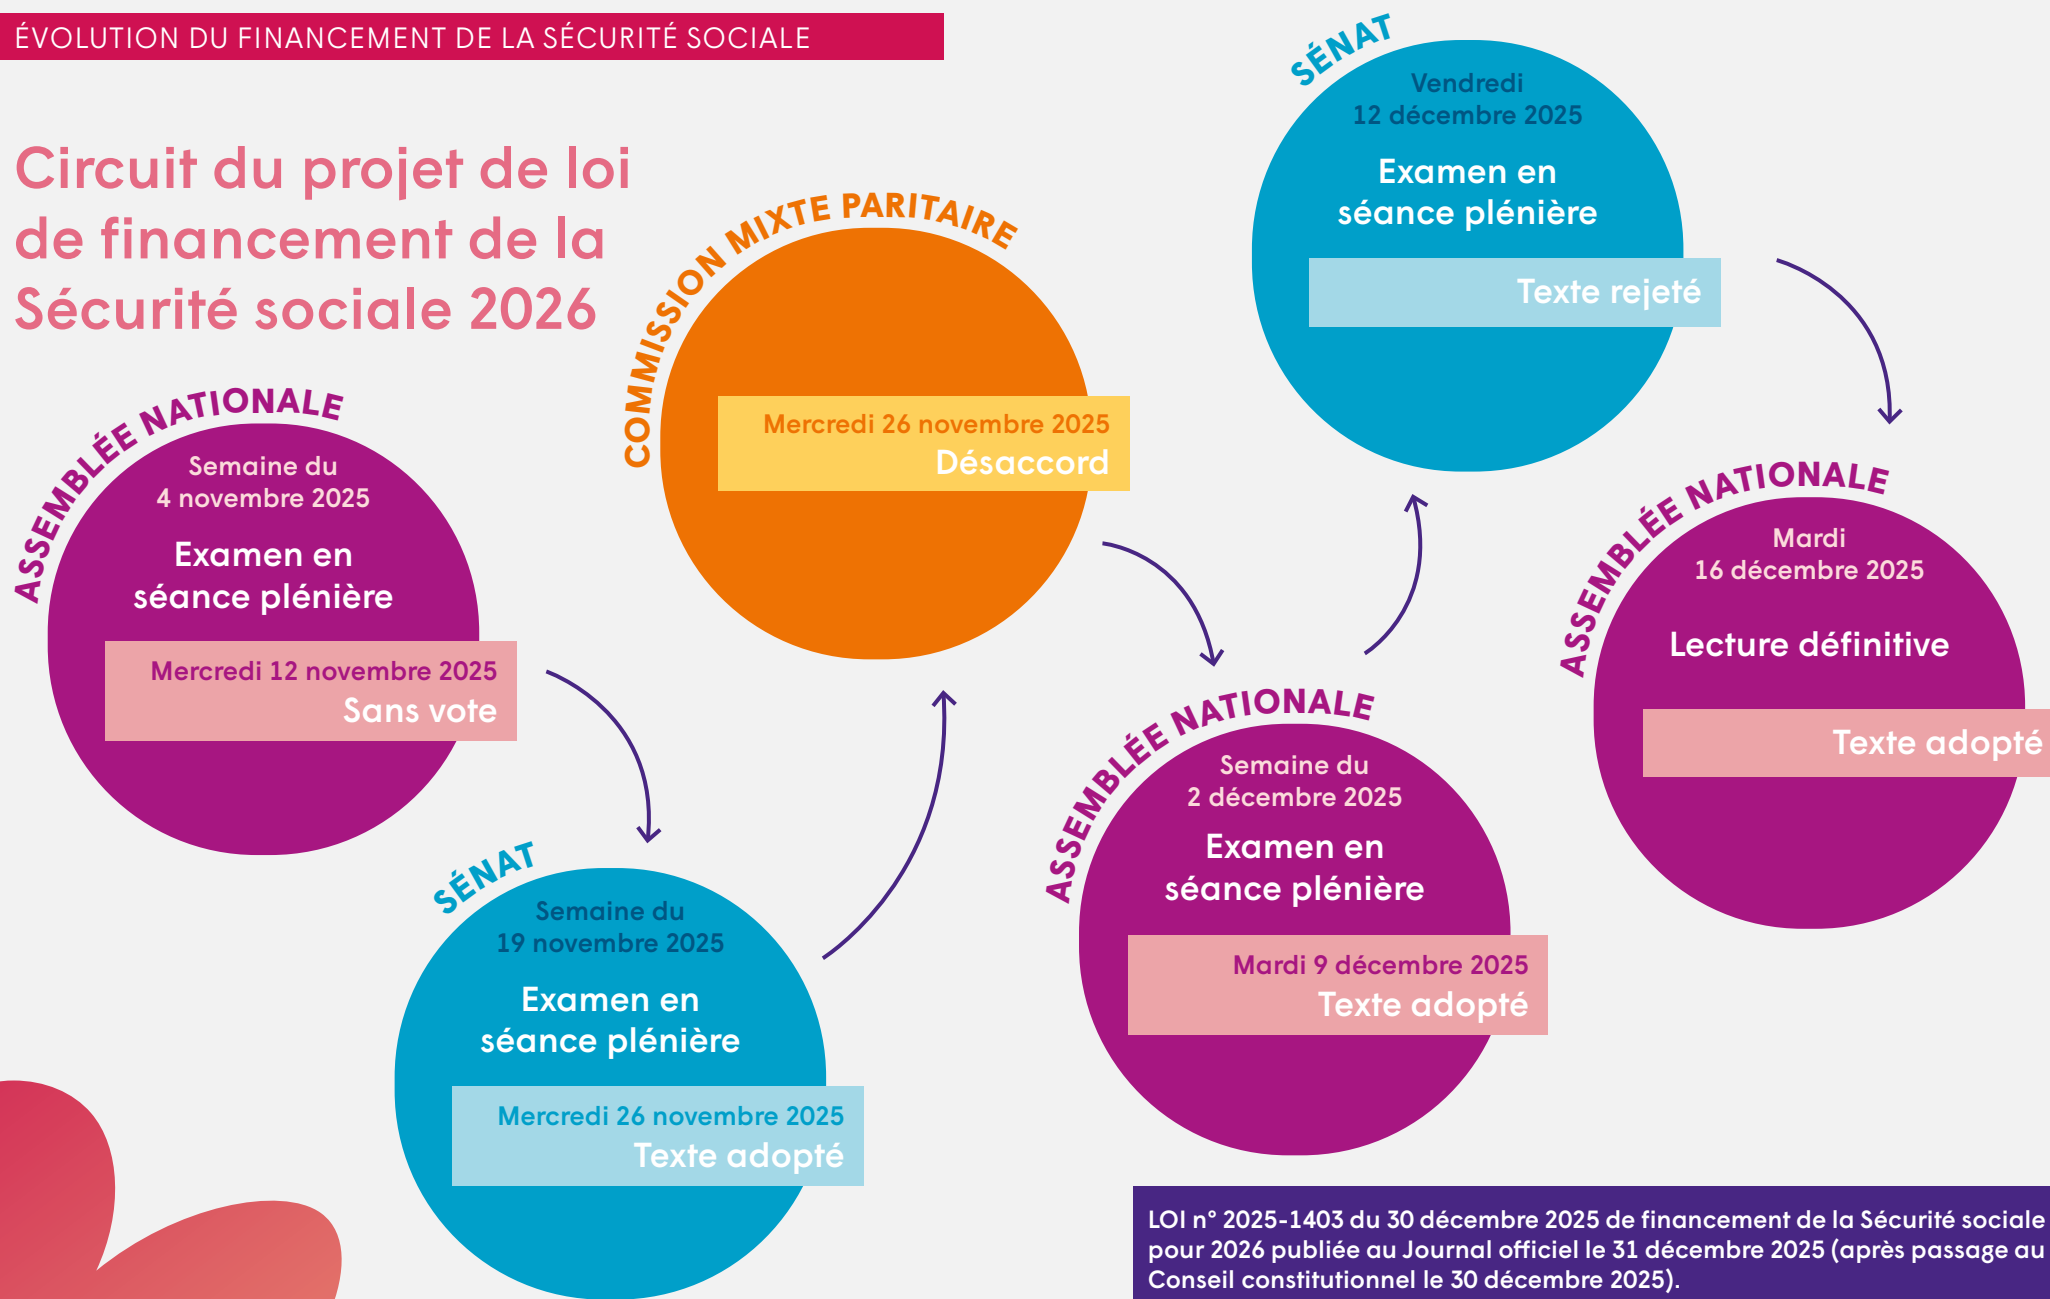 ÉVOLUTION DU FINANCEMENT DE LA SÉCURITÉ SOCIALE
Circuit du projet de loi
de financement de la
Sécurité sociale 2026
ASSEMBLÉE NATIONALE
Semaine du
4 novembre 2025
Examen en
séance plénière
Mercredi 12 novembre 2025
Sans vote
SÉNAT
Semaine du
19 novembre 2025
Examen en
séance plénière
Mercredi 26 novembre 2025
Texte adopté
COMMISSION MIXTE PARITAIRE
Mercredi 26 novembre 2025
Désaccord
ASSEMBLÉE NATIONALE
Semaine du
2 décembre 2025
Examen en
séance plénière
Mardi 9 décembre 2025
Texte adopté
SÉNAT
Vendredi
12 décembre 2025
Examen en
séance plénière
Texte rejeté
ASSEMBLÉE NATIONALE
Mardi
16 décembre 2025
Lecture définitive
Texte adopté
LOI n° 2025-1403 du 30 décembre 2025 de financement de la Sécurité sociale
pour 2026 publiée au Journal officiel le 31 décembre 2025 (après passage au
Conseil constitutionnel le 30 décembre 2025).